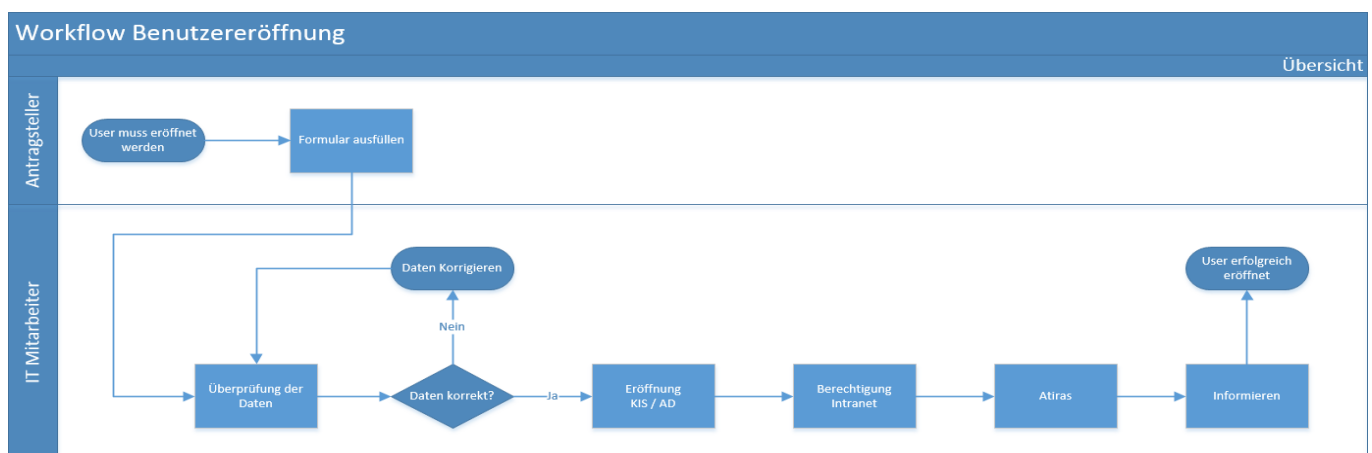 Workflow Benutzereröffnung
Übersicht
Antragsteller
User muss eröffnet
werden
Formular ausfüllen
IT Mitarbeiter
Daten Korrigieren
User erfolgreich
eröffnet
Nein
Überprüfung der
Daten
Daten korrekt?
Ja
Eröffnung
KIS / AD
Berechtigung
Intranet
Atiras
Informieren